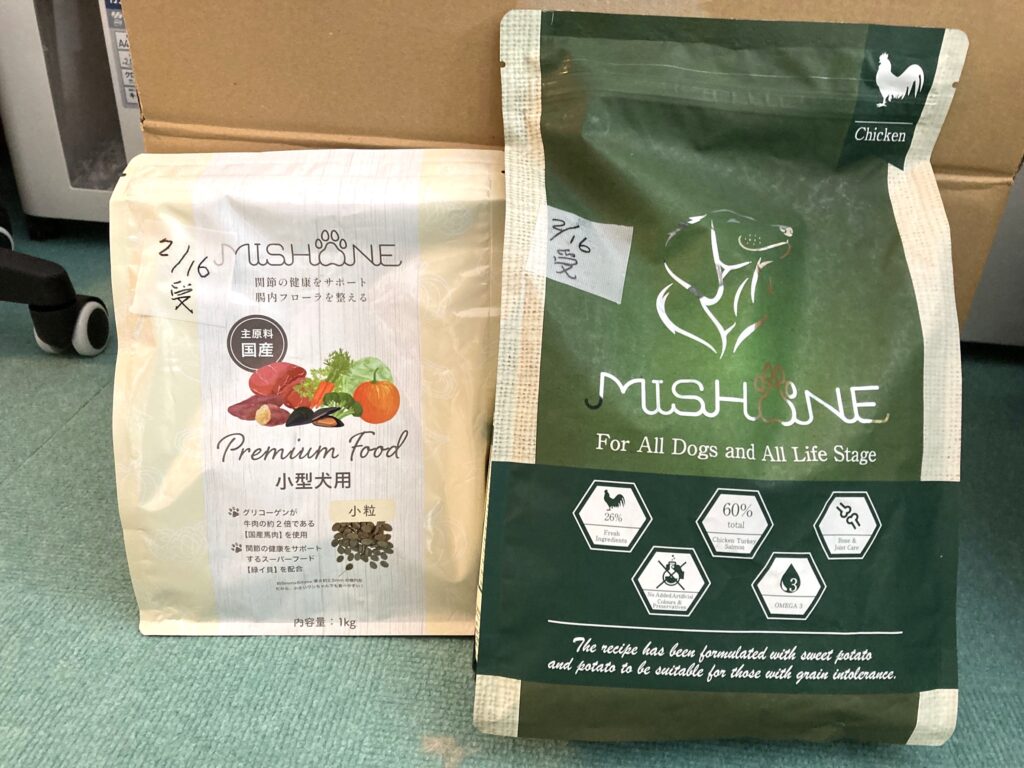 2/16
受
MISHONE
関節の健康をサポート
腸内フローラを整える
主原料
国産
Premium Food
小型犬用
グリコーゲンが
牛肉の約2倍である
【国産馬肉】を使用
関節の健康をサポート
するスーパーフード
【緑イ貝】を配合
小粒
内容量：1kg
Chicken
2/16
受
MISHONE
For All Dogs and All Life Stage
26%
Fresh
Ingredients
60%
total
Chicken Turkey
Salmon
Bone &
Joint Care
No Added Artificial
Colours &
Preservatives
3
OMEGA 3
The recipe has been formulated with sweet potato
and potato to be suitable for those with grain intolerance.
A4